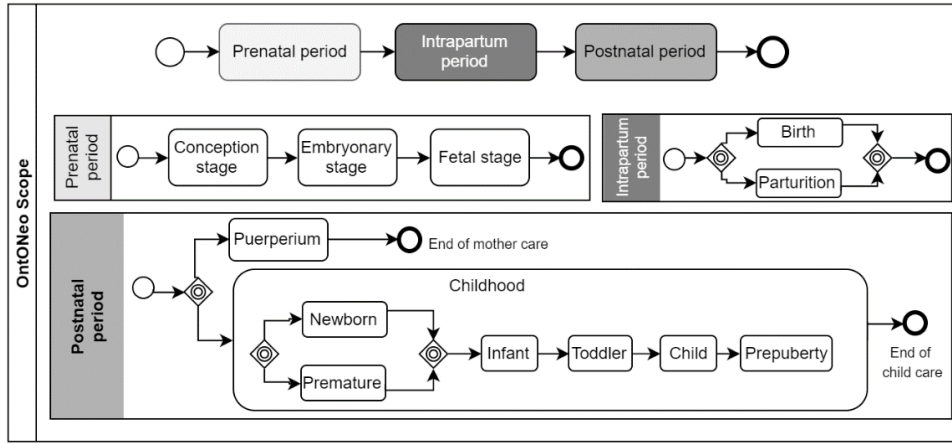 OntONeo Scope
Prenatal period
Intrapartum
period
Postnatal period
Prenatal
period
Conception
stage
Embryonary
stage
Fetal stage
Intrapartum
period
Birth
Parturition
Postnatal
period
Puerperium
End of mother care
Childhood
Newborn
Premature
Infant
Toddler
Child
Prepuberty
End of
child care